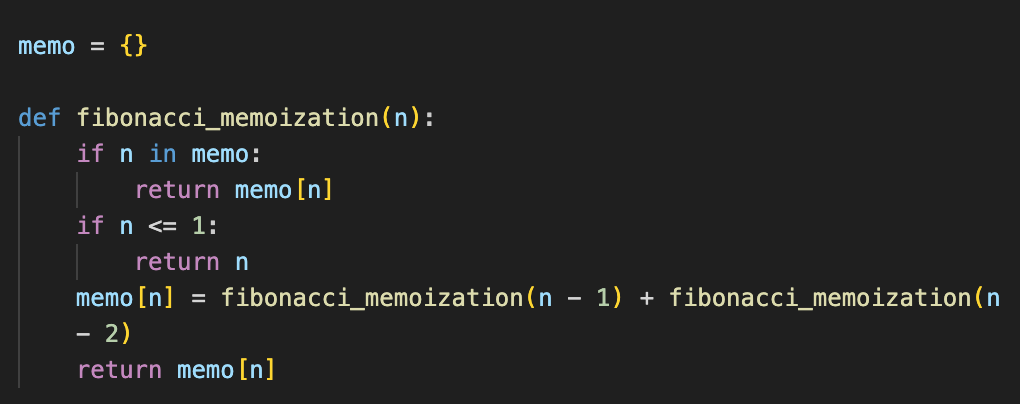 memo = {}

def fibonacci_memoization(n):
    if n in memo:
        return memo[n]
    if n <= 1:
        return n
    memo[n] = fibonacci_memoization(n - 1) + fibonacci_memoization(n
    - 2)
    return memo[n]